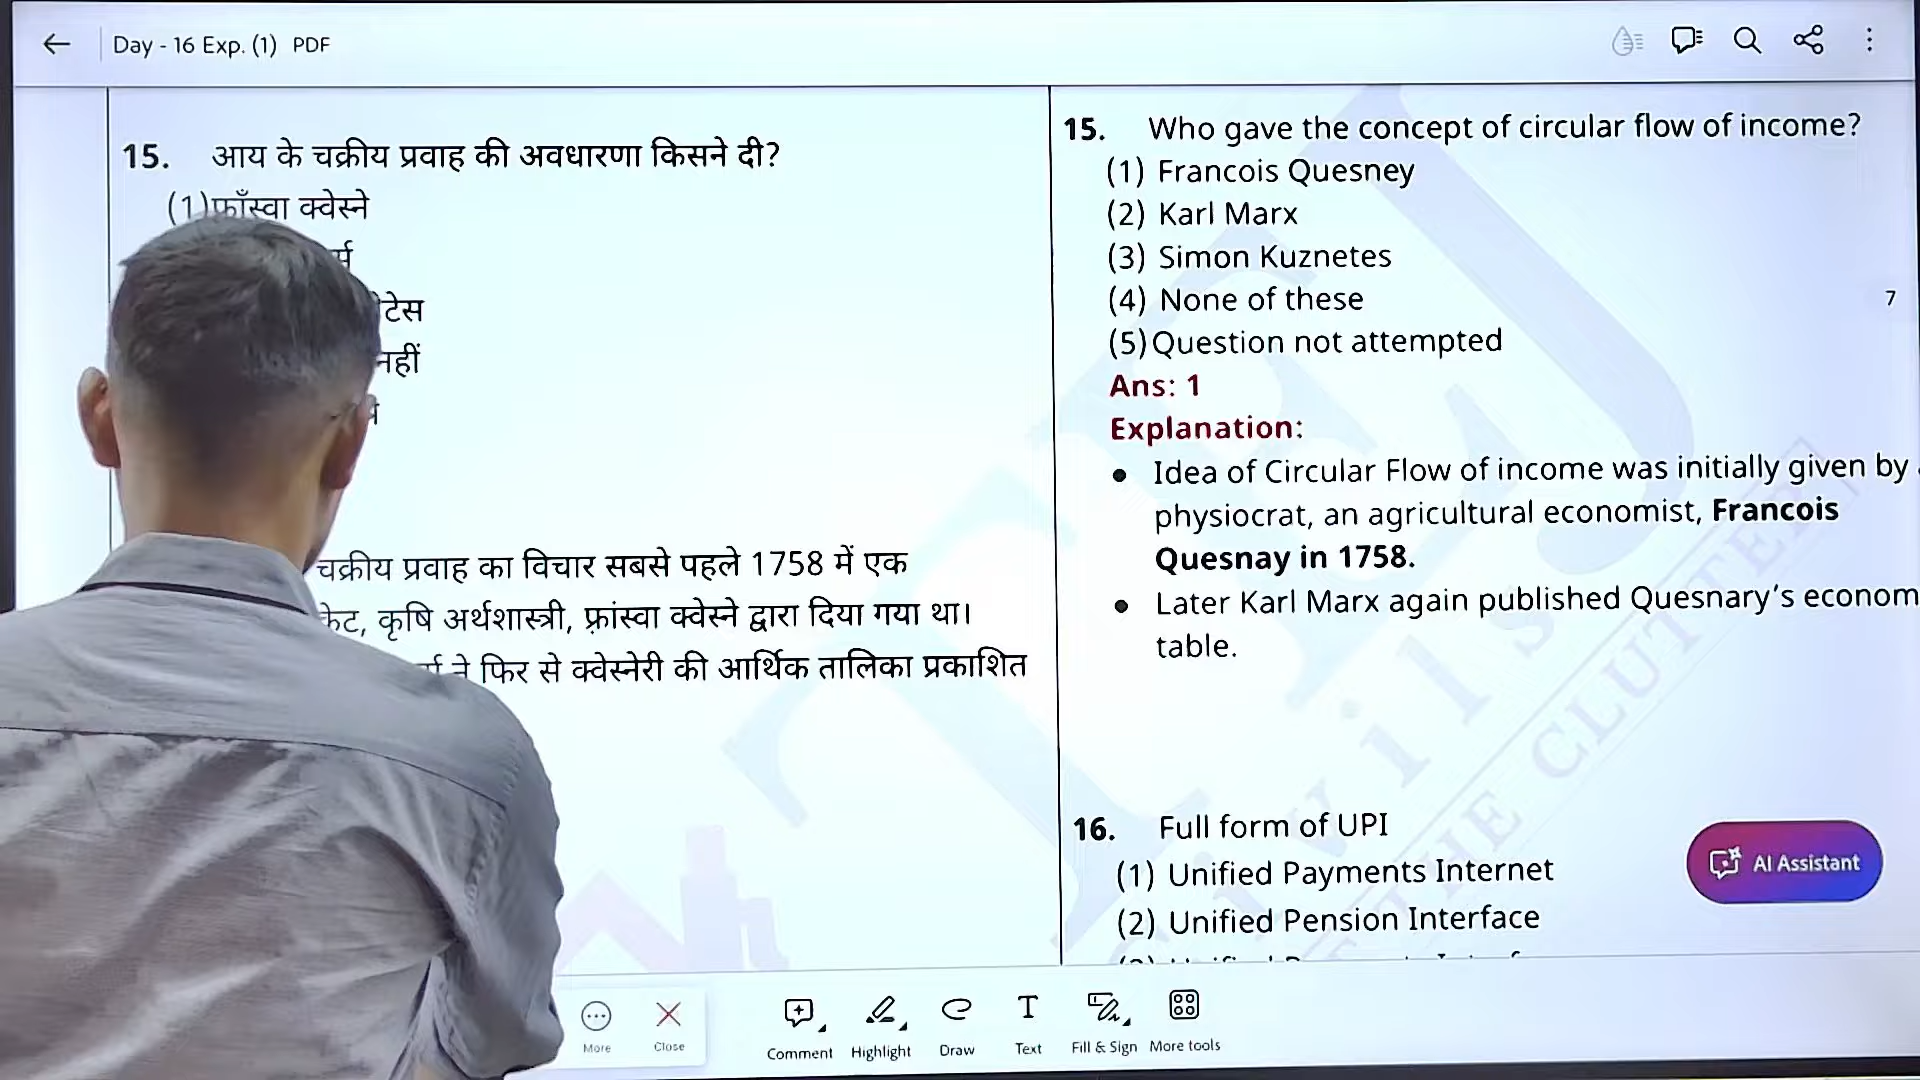 Day - 16 Exp. (1) PDF
15. आय के चक्रीय प्रवाह की अवधारणा किसने दी?
(1)फ्राँस्वा क्वेस्ने
नहीं
चक्रीय प्रवाह का विचार सबसे पहले 1758 में एक
कृषि अर्थशास्त्री, फ्रांस्वा क्वेस्ने द्वारा दिया गया था।
ने फिर से क्वेस्नेरी की आर्थिक तालिका प्रकाशित
15. Who gave the concept of circular flow of income?
(1) Francois Quesney
(2) Karl Marx
(3) Simon Kuznetes
(4) None of these
(5)Question not attempted
Ans: 1
Explanation:
• Idea of Circular Flow of income was initially given by
physiocrat, an agricultural economist, Francois
Quesnay in 1758.
• Later Karl Marx again published Quesnary's econom
table.
7
16. Full form of UPI
(1) Unified Payments Internet
(2) Unified Pension Interface
AI Assistant
More
Close
Comment
Highlight
Draw
Text
Fill & Sign
More tools